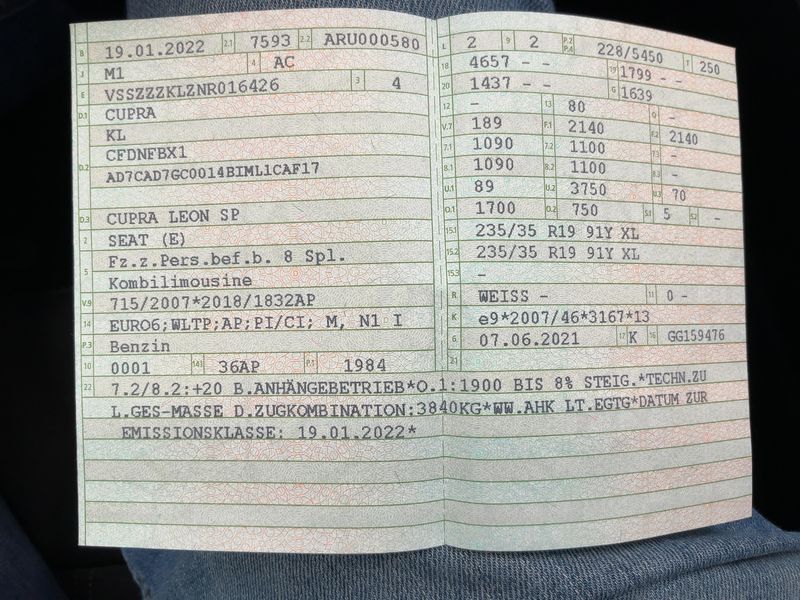 B 19.01.2022 2.1 7593 2.2 ARU000580
J M1 4 AC
E VSSZZZKLZNR016426 3 4
D.1 CUPRA
KL
D.2 CFDNFBX1
AD7CAD7GC0014BIML1CAF17
D.3 CUPRA LEON SP
2 SEAT (E)
5 Fz.z.Pers.bef.b. 8 Spl.
Kombilimousine
V.9 715/2007*2018/1832AP
14 EURO6;WLTP;AP;PI/CI; M, N1 I
P.3 Benzin
10 0001 14.1 36AP P.1 1984
L 2 9 2 P.2 P.4 228/5450 T 250
18 4657 - - 19 1799 - -
20 1437 - - G 1639
12 - 13 80 Q -
V.7 189 F.1 2140 F.2 2140
7.1 1090 7.2 1100 7.3 -
8.1 1090 8.2 1100 8.3 -
U.1 89 U.2 3750 U.3 70
O.1 1700 O.2 750 S.1 5 S.2 -
15.1 235/35 R19 91Y XL
15.2 235/35 R19 91Y XL
15.3 -
R WEISS - 11 0 -
K e9*2007/46*3167*13
6 07.06.2021 17 K 16 GG159476
21
22 7.2/8.2:+20 B.ANHÄNGEBETRIEB*O.1:1900 BIS 8% STEIG.*TECHN.ZU
L.GES-MASSE D.ZUGKOMBINATION:3840KG*WW.AHK LT.EGTG*DATUM ZUR
EMISSIONSKLASSE: 19.01.2022*